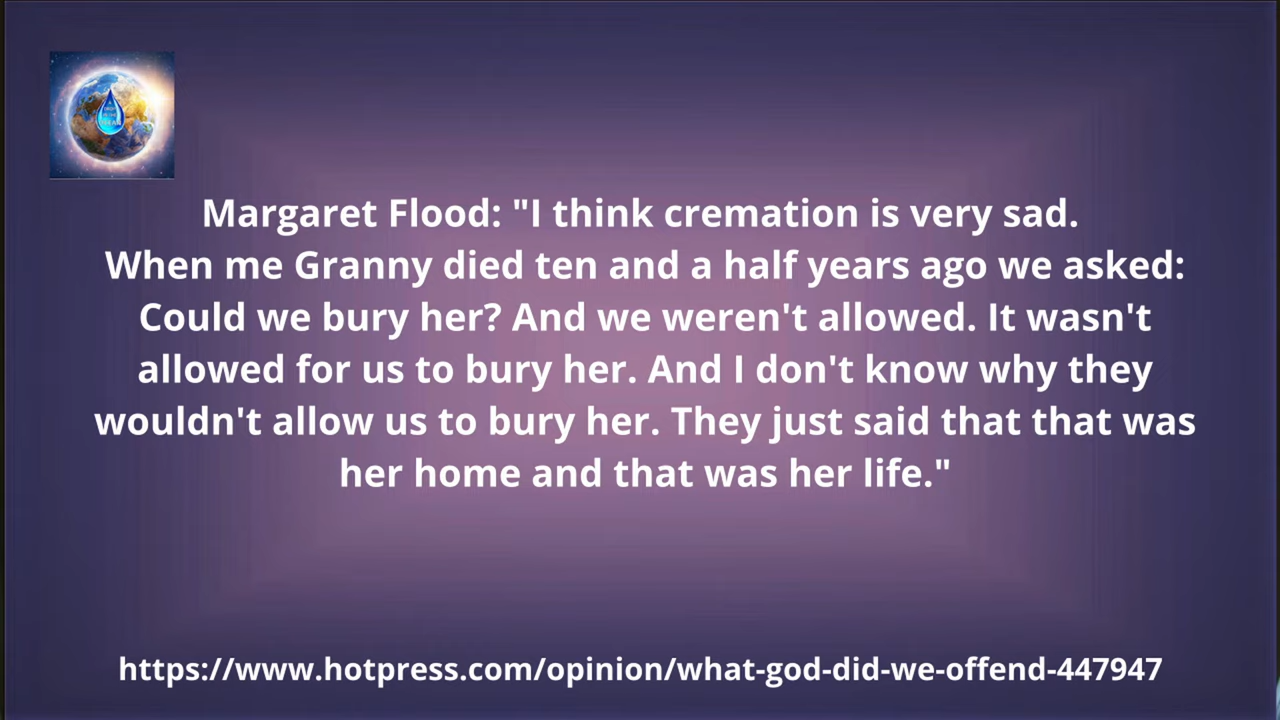 Margaret Flood: "I think cremation is very sad.
When me Granny died ten and a half years ago we asked:
Could we bury her? And we weren't allowed. It wasn't
allowed for us to bury her. And I don't know why they
wouldn't allow us to bury her. They just said that that was
her home and that was her life."
https://www.hotpress.com/opinion/what-god-did-we-offend-447947